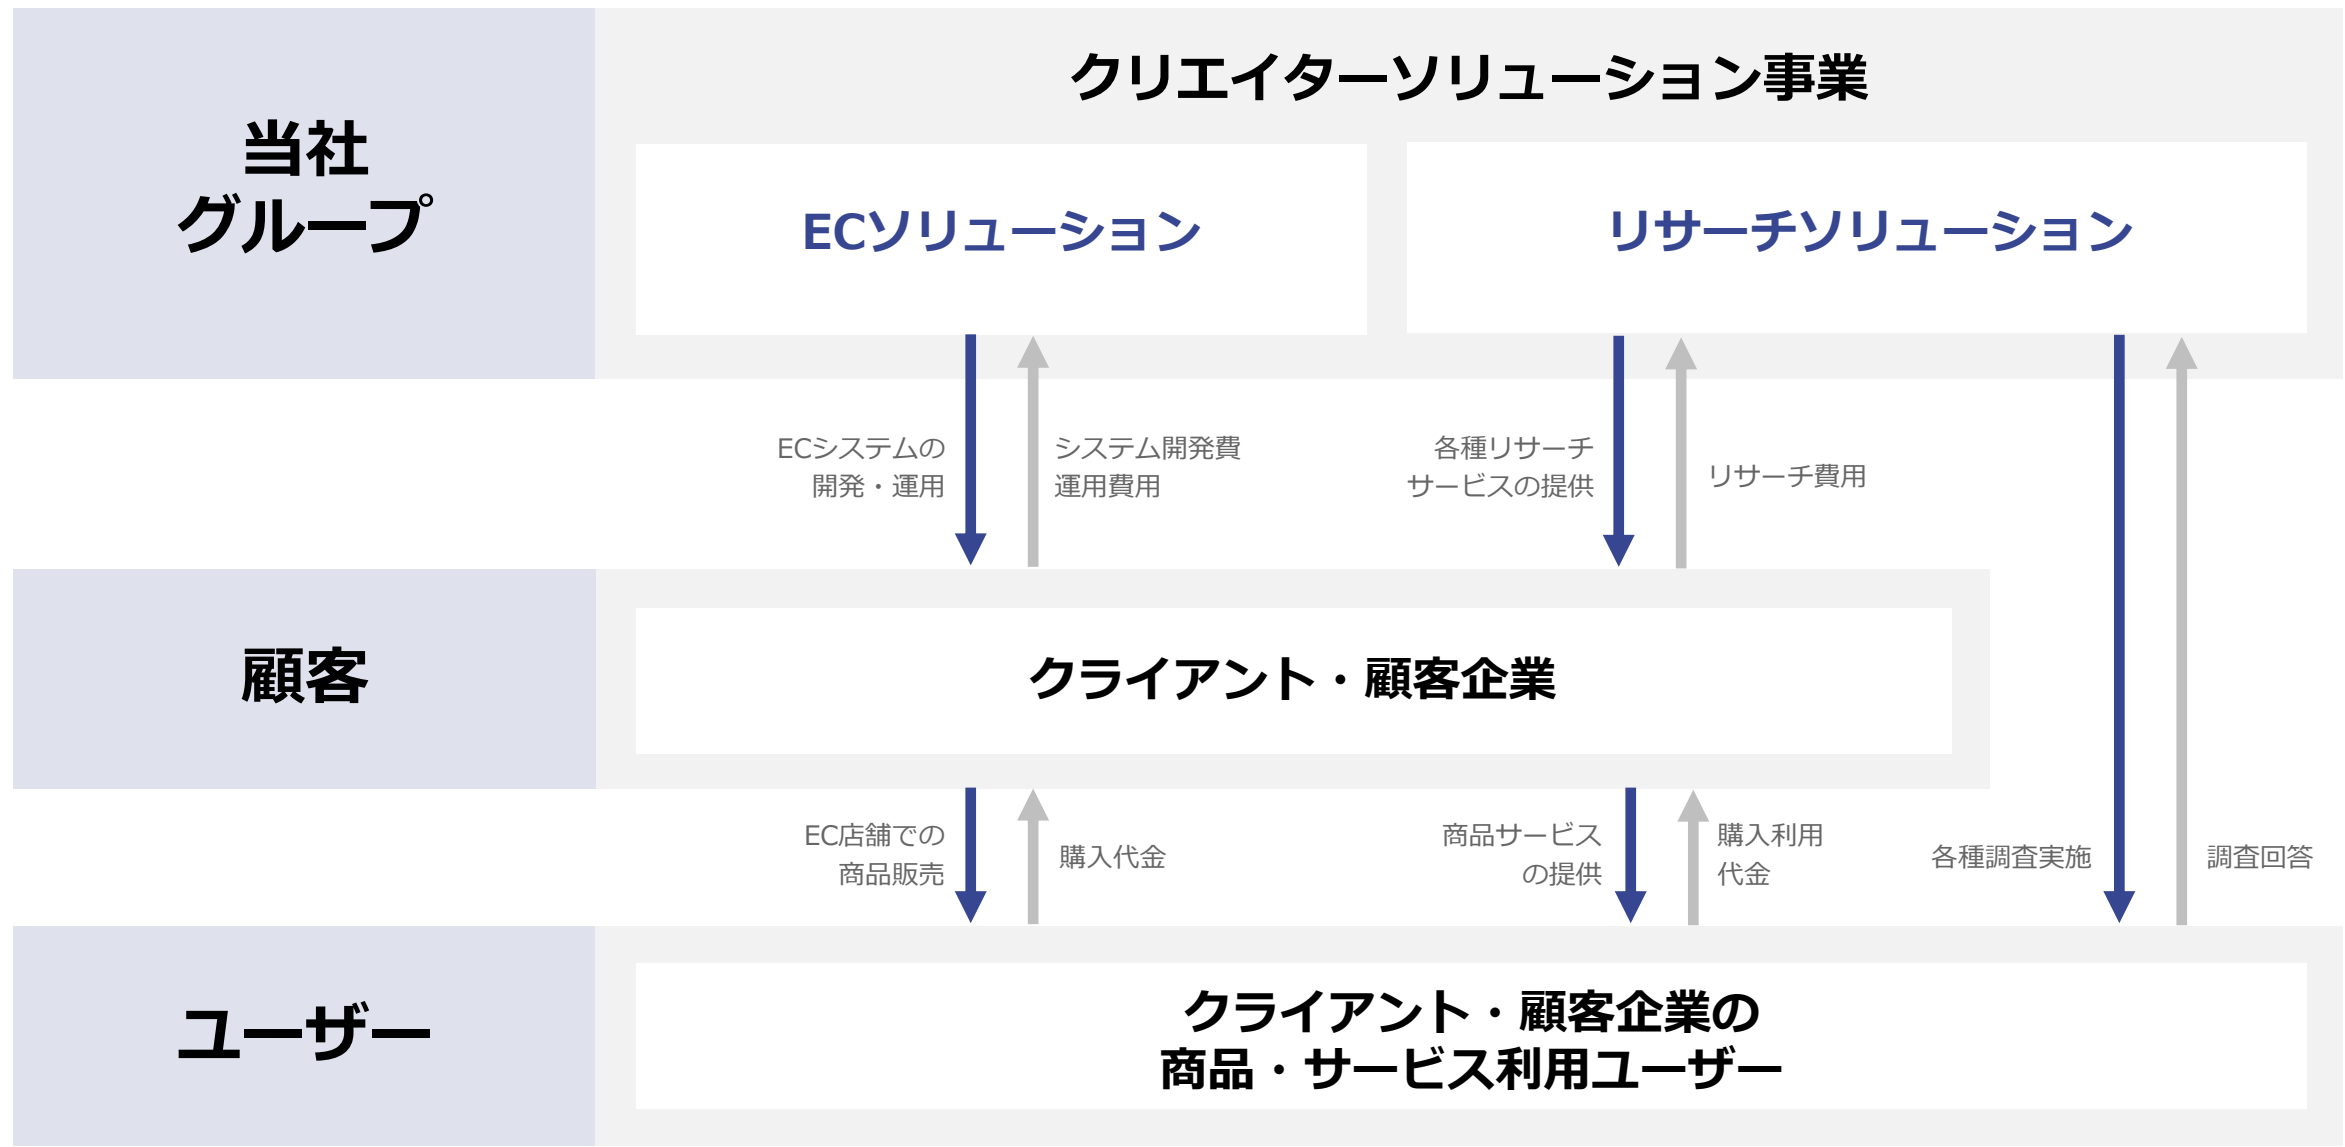 当社
グループ
クリエイターソリューション事業
ECソリューション
リサーチソリューション
ECシステムの
開発・運用
システム開発費
運用費用
各種リサーチ
サービスの提供
リサーチ費用
顧客
クライアント・顧客企業
EC店舗での
商品販売
購入代金
商品サービス
の提供
購入利用
代金
各種調査実施
調査回答
ユーザー
クライアント・顧客企業の
商品・サービス利用ユーザー